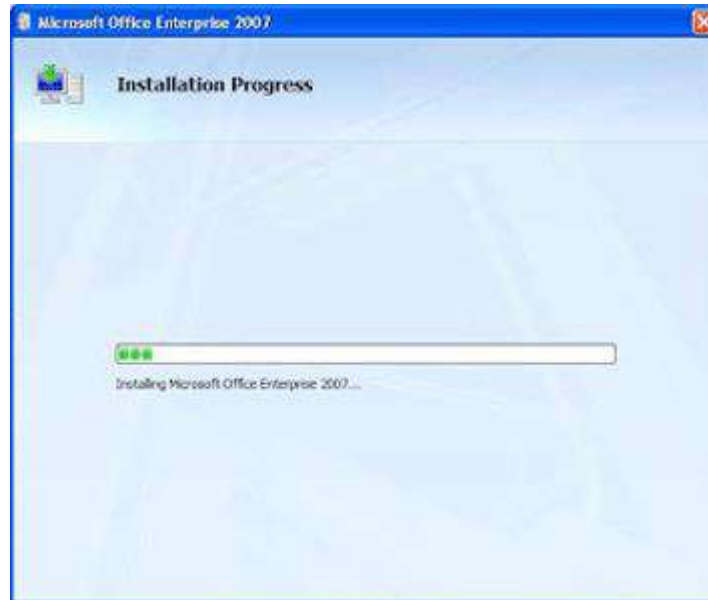 Microsoft Office Enterprise 2007
Installation Progress
Installing Microsoft Office Enterprise 2007...